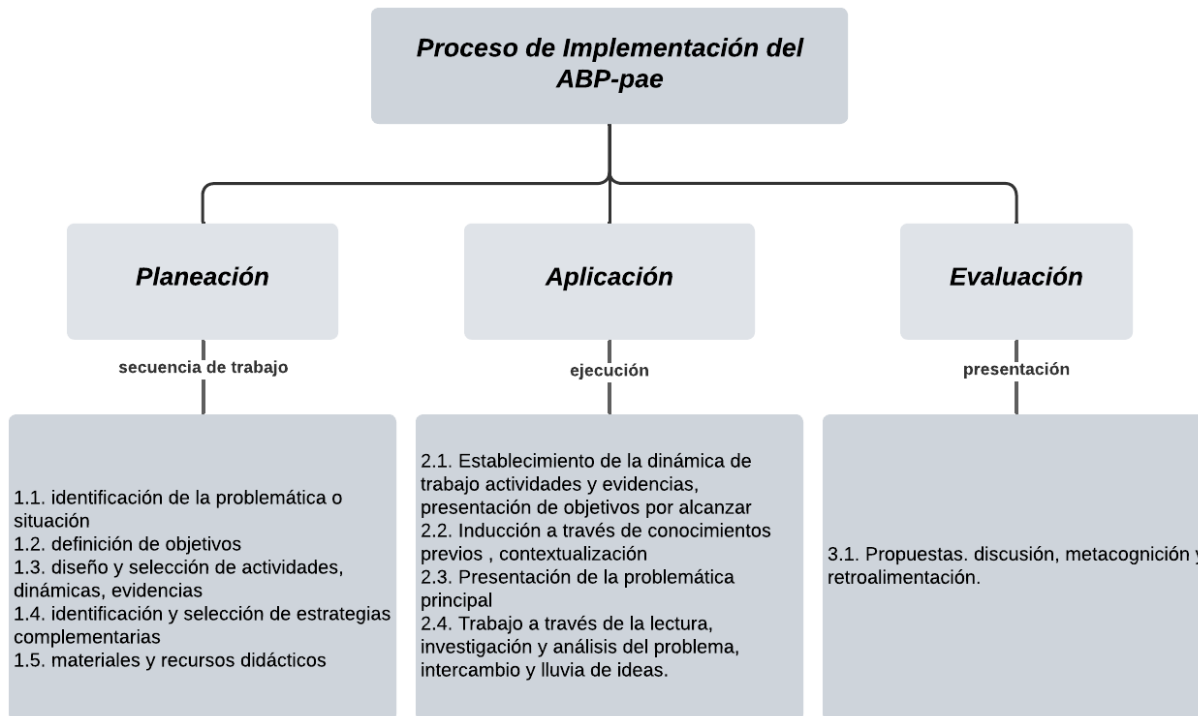 Proceso de Implementación del
ABP-pae
Planeación
Aplicación
Evaluación
secuencia de trabajo
ejecución
presentación
1.1. identificación de la problemática o
situación
1.2. definición de objetivos
1.3. diseño y selección de actividades,
dinámicas, evidencias
1.4. identificación y selección de estrategias
complementarias
1.5. materiales y recursos didácticos
2.1. Establecimiento de la dinámica de
trabajo actividades y evidencias,
presentación de objetivos por alcanzar
2.2. Inducción a través de conocimientos
previos , contextualización
2.3. Presentación de la problemática
principal
2.4. Trabajo a través de la lectura,
investigación y análisis del problema,
intercambio y lluvia de ideas.
3.1. Propuestas. discusión, metacognición y
retroalimentación.